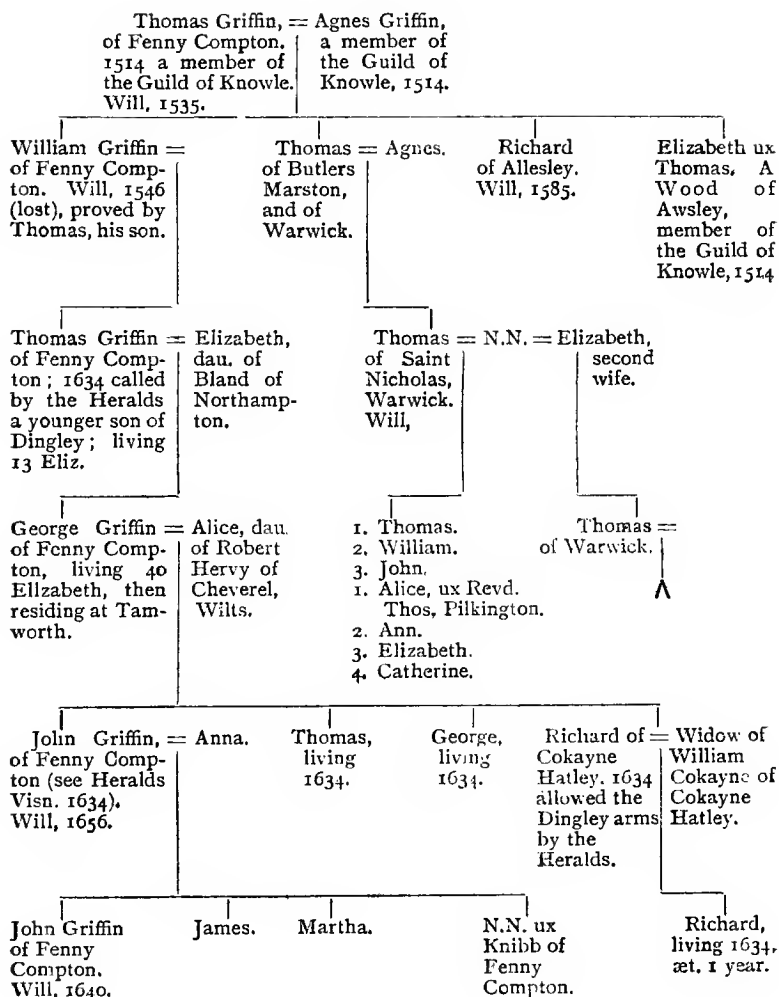 Thomas Griffin, = Agnes Griffin,
of Fenny Compton. a member of
1514 a member of the Guild of
the Guild of Knowle. Knowle, 1514.
Will, 1535.
William Griffin =
of Fenny Comp-
ton. Will, 1546
(lost), proved by
Thomas, his son.
Thomas = Agnes.
of Butlers
Marston,
and of
Warwick.
Richard
of Allesley.
Will, 1585.
Elizabeth ux
Thomas, A
Wood of
Awsley,
member of
the Guild of
Knowle, 1514
Thomas Griffin = Elizabeth,
of Fenny Comp- dau. of
ton ; 1634 called Bland of
by the Heralds Northamp-
a younger son of ton.
Dingley ; living
13 Eliz.
Thomas = N.N. = Elizabeth,
of Saint second
Nicholas, wife.
Warwick.
Will,
George Griffin = Alice, dau.
of Fenny Comp- of Robert
ton, living 40 Hervy of
Elizabeth, then Cheverel,
residing at Tam- Wilts.
worth.
1. Thomas.
2. William.
3. John.
1. Alice, ux Revd.
Thos, Pilkington.
2. Ann.
3. Elizabeth.
4. Catherine.
Thomas =
of Warwick.
John Griffin, = Anna.
of Fenny Comp-
ton (see Heralds
Visn. 1634).
Will, 1656.
Thomas,
living
1634.
George,
living
1634.
Richard of = Widow of
Cokayne William
Hatley. 1634 Cokayne of
allowed the Cokayne
Dingley arms Hatley.
by the
Heralds.
John Griffin
of Fenny
Compton.
Will, 1640.
James.
Martha.
N.N. ux
Knibb of
Fenny
Compton.
Richard,
living 1634,
æt. 1 year.